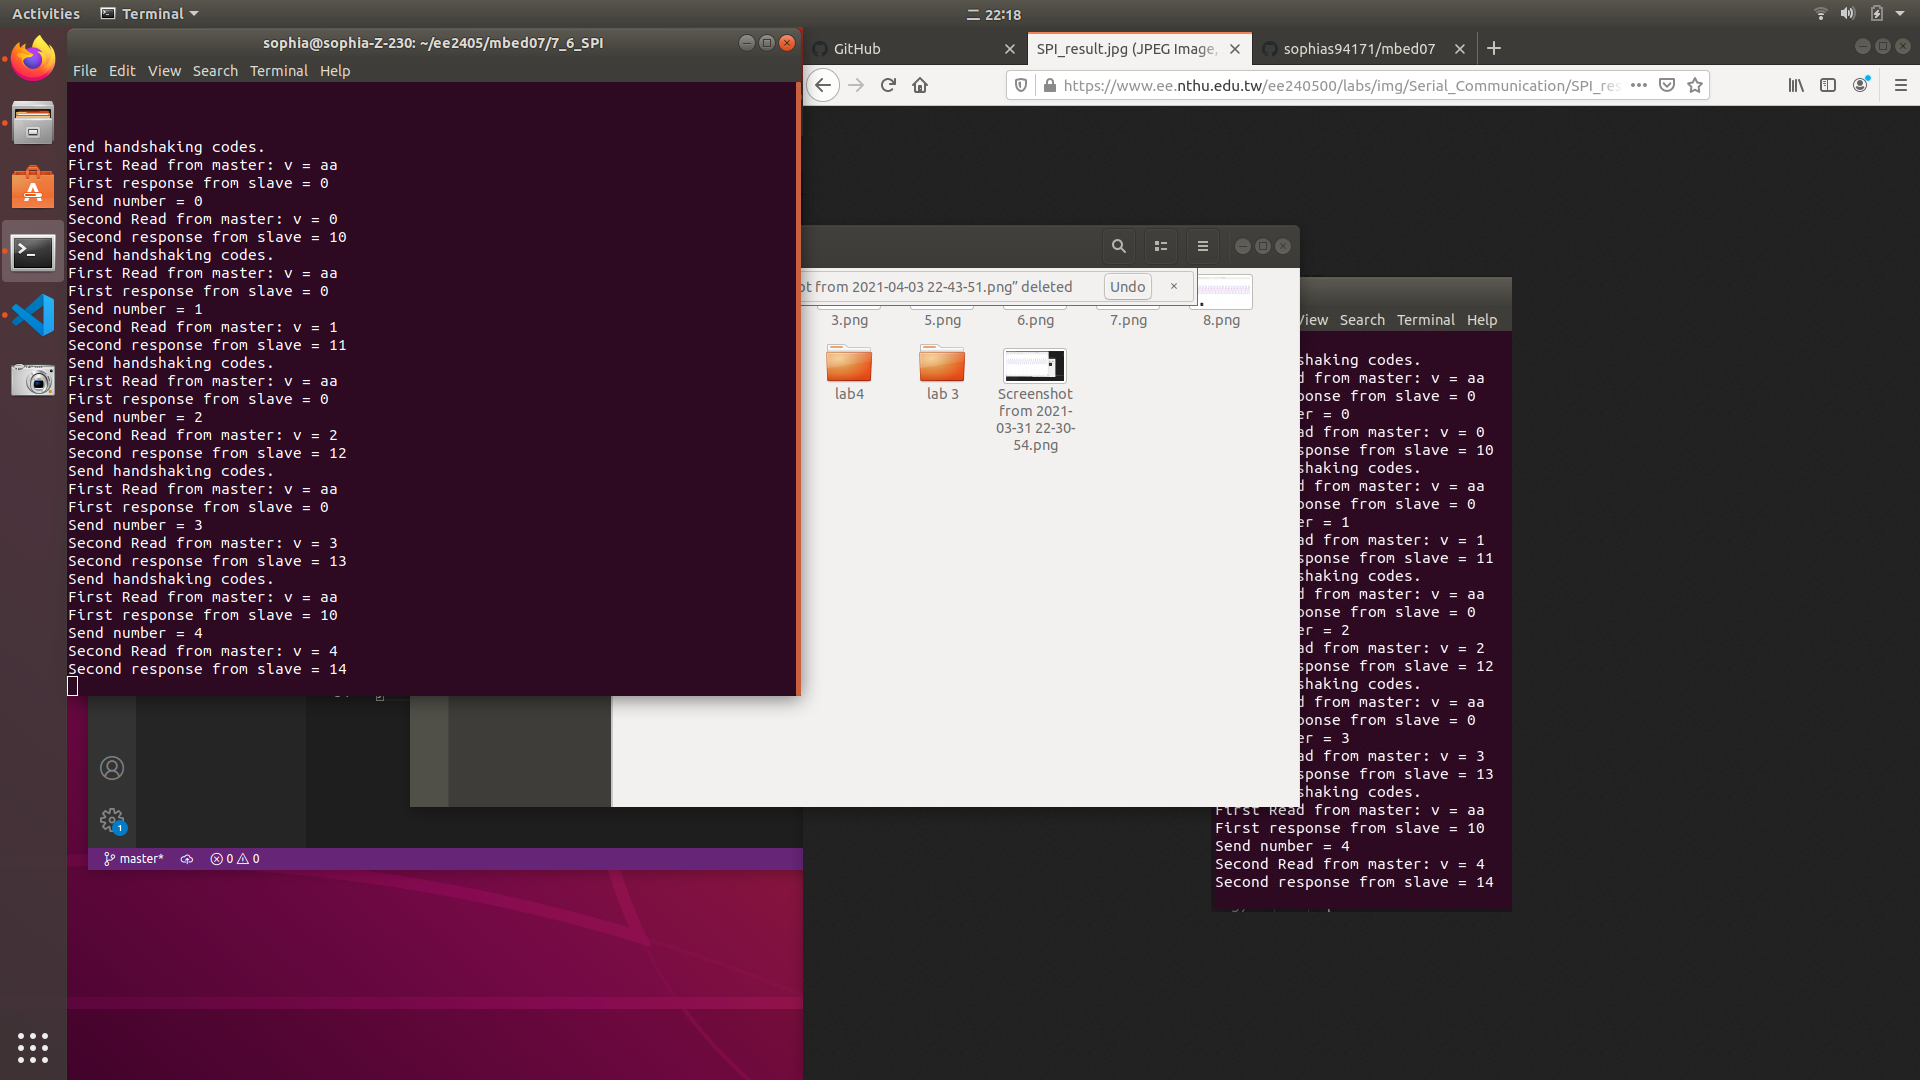 Activities
Terminal
二 22:18
sophia@sophia-Z-230: ~/ee2405/mbed07/7_6_SPI
File Edit View Search Terminal Help
end handshaking codes.
First Read from master: v = aa
First response from slave = 0
Send number = 0
Second Read from master: v = 0
Second response from slave = 10
Send handshaking codes.
First Read from master: v = aa
First response from slave = 0
Send number = 1
Second Read from master: v = 1
Second response from slave = 11
Send handshaking codes.
First Read from master: v = aa
First response from slave = 0
Send number = 2
Second Read from master: v = 2
Second response from slave = 12
Send handshaking codes.
First Read from master: v = aa
First response from slave = 0
Send number = 3
Second Read from master: v = 3
Second response from slave = 13
Send handshaking codes.
First Read from master: v = aa
First response from slave = 10
Send number = 4
Second Read from master: v = 4
Second response from slave = 14
1
master*
0 0
GitHub
SPI_result.jpg (JPEG Image,
sophias94171/mbed07
https://www.ee.nthu.edu.tw/ee240500/labs/img/Serial_Communication/SPI_res
ot from 2021-04-03 22-43-51.png” deleted
Undo
3.png
5.png
6.png
7.png
8.png
lab4
lab 3
Screenshot
from 2021-
03-31 22-30-
54.png
View Search Terminal Help
shaking codes.
d from master: v = aa
ponse from slave = 0
er = 0
ad from master: v = 0
sponse from slave = 10
shaking codes.
d from master: v = aa
ponse from slave = 0
er = 1
ad from master: v = 1
sponse from slave = 11
shaking codes.
d from master: v = aa
ponse from slave = 0
er = 2
ad from master: v = 2
sponse from slave = 12
shaking codes.
d from master: v = aa
ponse from slave = 0
er = 3
ad from master: v = 3
sponse from slave = 13
shaking codes.
First Read from master: v = aa
First response from slave = 10
Send number = 4
Second Read from master: v = 4
Second response from slave = 14